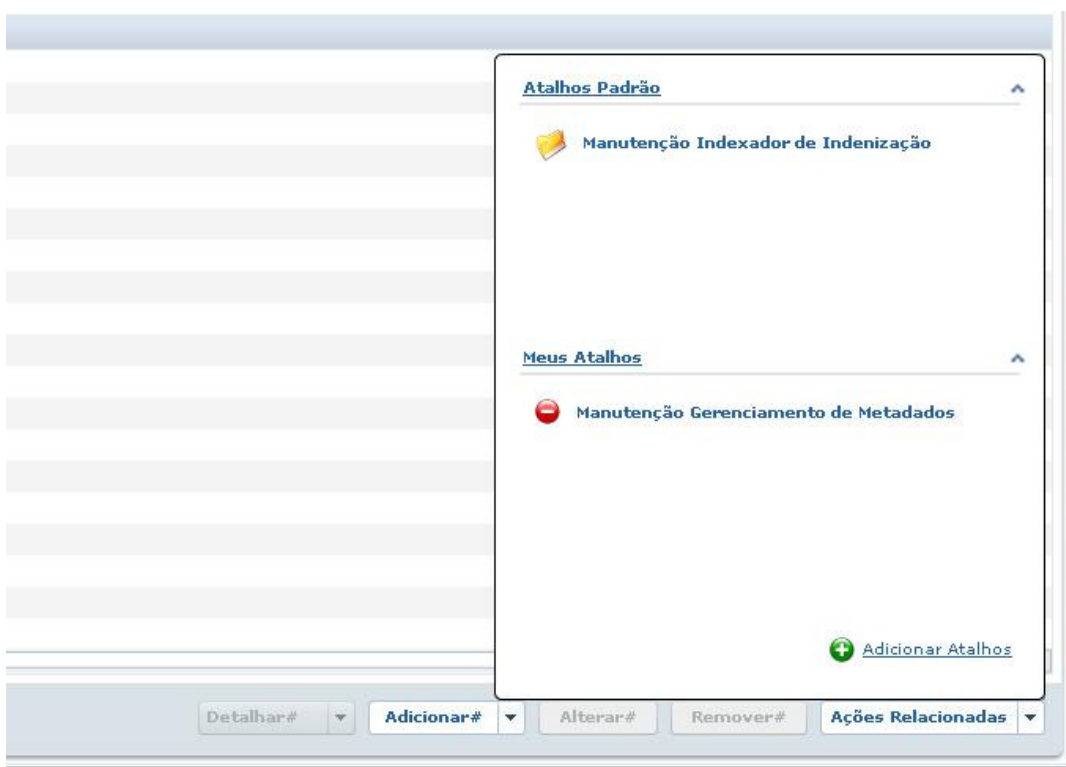 Atalhos Padrão
Manutenção Indexador de Indenização
Meus Atalhos
Manutenção Gerenciamento de Metadados
Adicionar Atalhos
Detalhar# Adicionar# Alterar# Remover# Ações Relacionadas